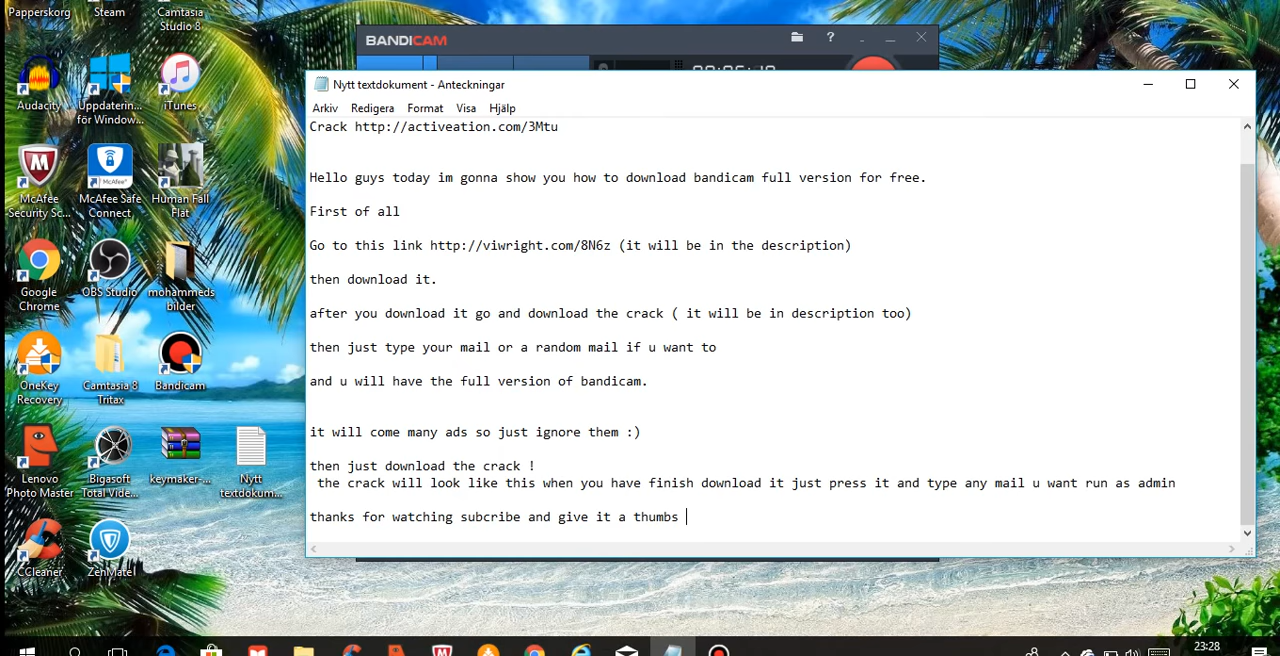 Papperskorg
Steam
Camtasia
Studio 8
Audacity
Uppdaterin...
för Window...
iTunes
McAfee
Security Sc...
McAfee Safe
Connect
Human Fall
Flat
Google
Chrome
OBS Studio
mohammeds
bilder
OneKey
Recovery
Camtasia 8
Tritax
Bandicam
Lenovo
Photo Master
Bigasoft
Total Vide...
keymaker-...
Nytt
textdokum...
CCleaner
ZenMate
BANDICAM
Nytt textdokument - Anteckningar
Arkiv Redigera Format Visa Hjälp
Crack http://activeation.com/3Mtu
Hello guys today im gonna show you how to download bandicam full version for free.
First of all
Go to this link http://viwright.com/8N6z (it will be in the description)
then download it.
after you download it go and download the crack ( it will be in description too)
then just type your mail or a random mail if u want to
and u will have the full version of bandicam.
it will come many ads so just ignore them :)
then just download the crack !
the crack will look like this when you have finish download it just press it and type any mail u want run as admin
thanks for watching subcribe and give it a thumbs
23:28